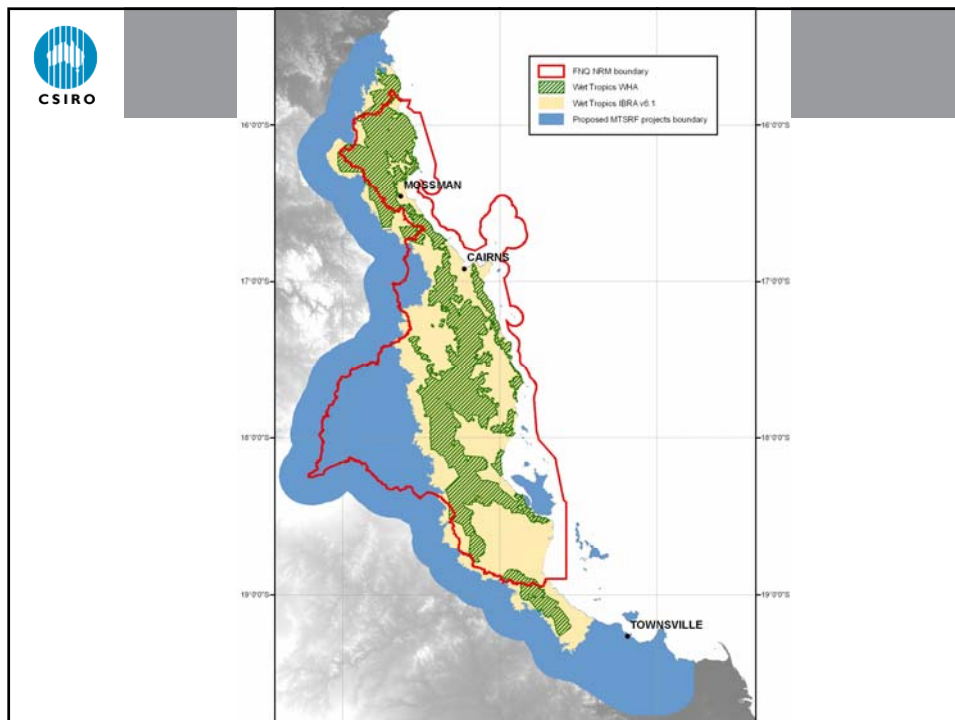 CSIRO
FNQ NRM boundary
Wet Tropics WHA
Wet Tropics IBRA v6.1
Proposed MTSRF projects boundary
16°0'0"S
16°0'0"S
MOSSMAN
CAIRNS
17°0'0"S
17°0'0"S
18°0'0"S
18°0'0"S
19°0'0"S
19°0'0"S
TOWNSVILLE